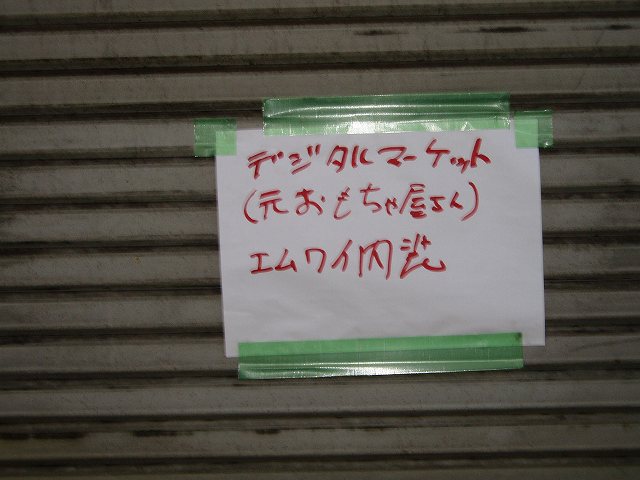 デジタルマーケット
(元おもちゃ屋さん)
エムワイ内装